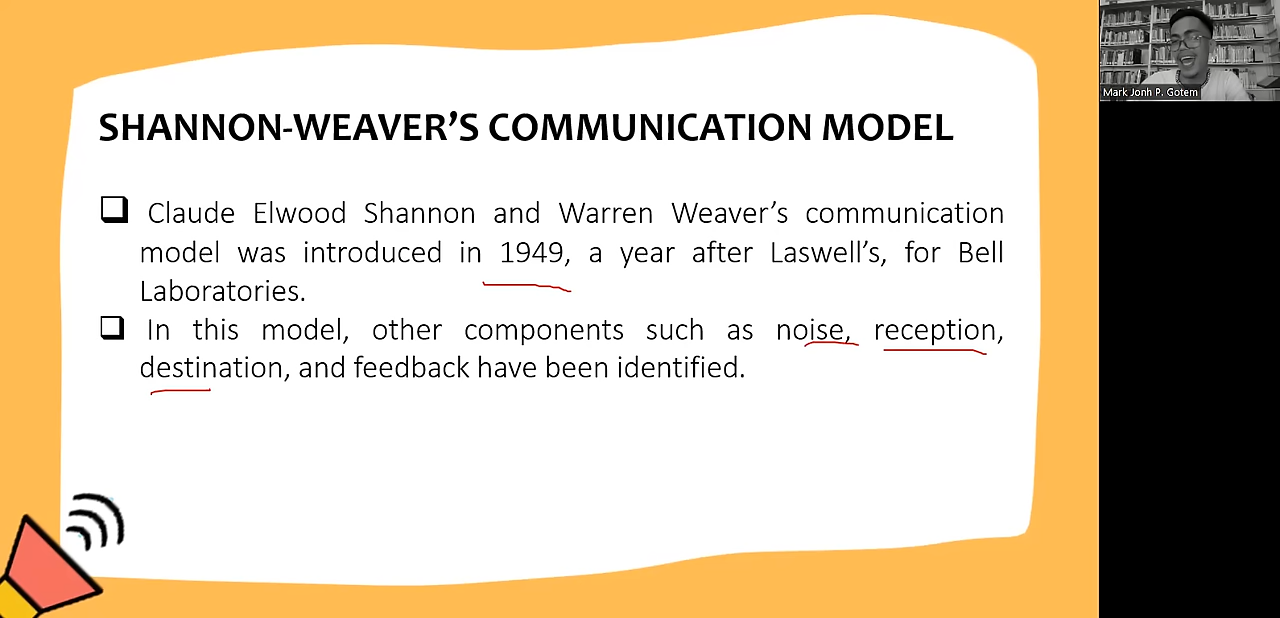 SHANNON-WEAVER’S COMMUNICATION MODEL
Claude Elwood Shannon and Warren Weaver’s communication
model was introduced in 1949, a year after Laswell’s, for Bell
Laboratories.
In this model, other components such as noise, reception,
destination, and feedback have been identified.
Mark Jonh P. Gotem